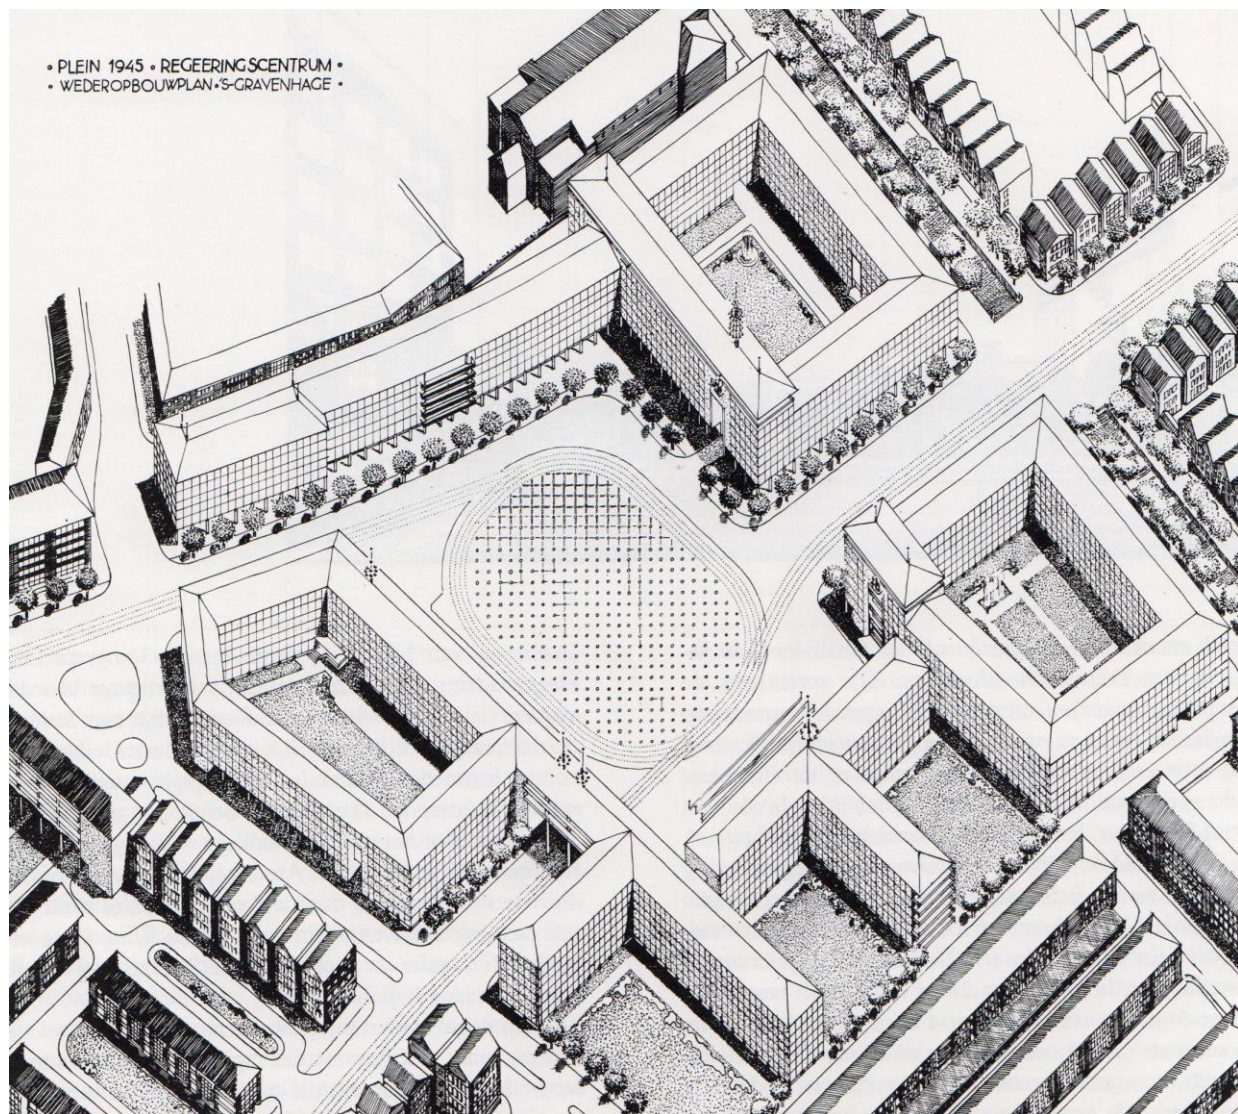 • PLEIN 1945 • REGEERINGSCENTRUM •
• WEDEROPBOUWPLAN •'S-GRAVENHAGE •